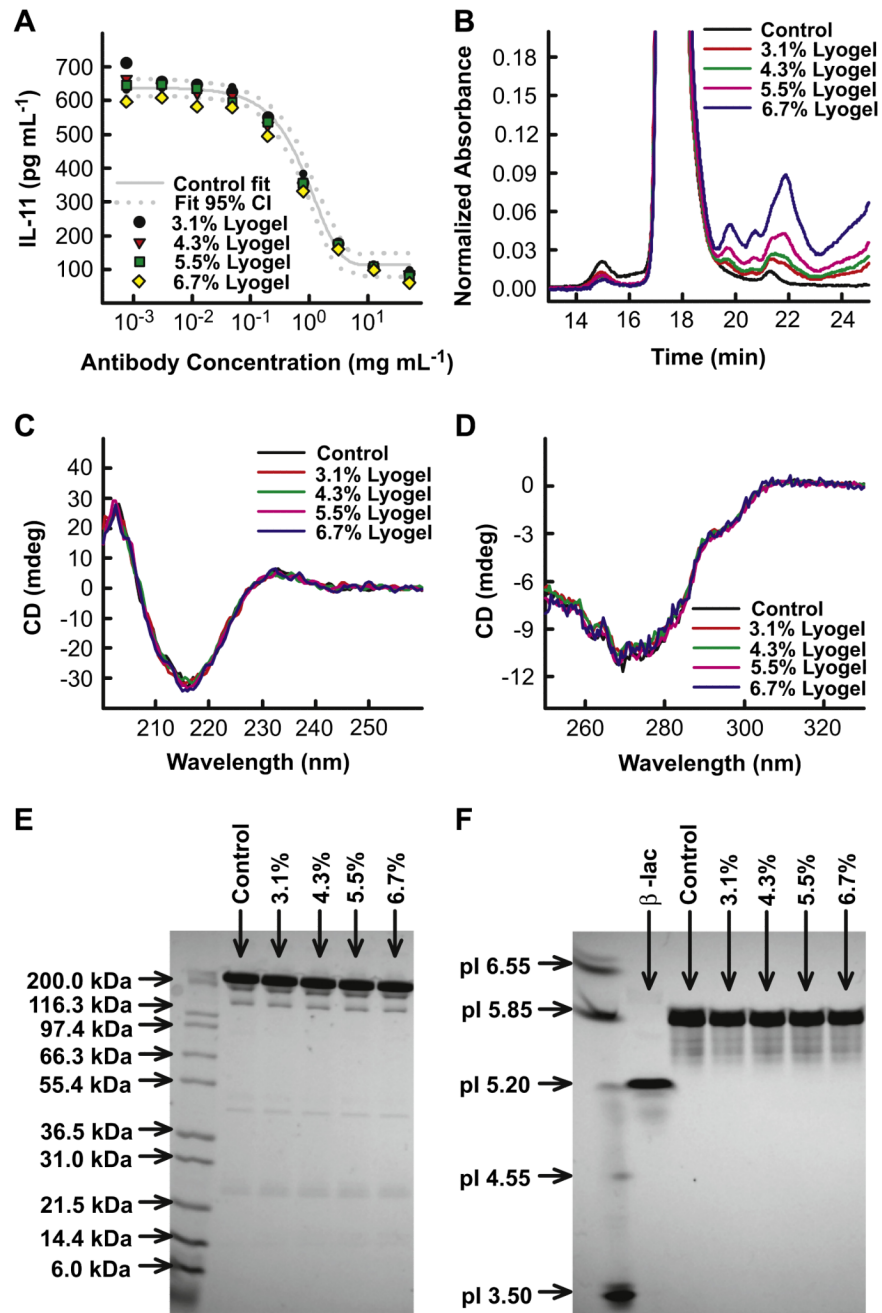 A
IL-11 (pg mL⁻¹)
700
600
500
400
300
200
100
Control fit
Fit 95% CI
3.1% Lyogel
4.3% Lyogel
5.5% Lyogel
6.7% Lyogel
10⁻³ 10⁻² 10⁻¹ 10⁰ 10¹
Antibody Concentration (mg mL⁻¹)
B
Normalized Absorbance
0.18
0.15
0.12
0.09
0.06
0.03
0.00
Control
3.1% Lyogel
4.3% Lyogel
5.5% Lyogel
6.7% Lyogel
14 16 18 20 22 24
Time (min)
C
CD (mdeg)
40
30
20
10
0
-10
-20
-30
Control
3.1% Lyogel
4.3% Lyogel
5.5% Lyogel
6.7% Lyogel
210 220 230 240 250
Wavelength (nm)
D
CD (mdeg)
0
-3
-6
-9
-12
Control
3.1% Lyogel
4.3% Lyogel
5.5% Lyogel
6.7% Lyogel
260 280 300 320
Wavelength (nm)
E
Control
3.1%
4.3%
5.5%
6.7%
200.0 kDa
116.3 kDa
97.4 kDa
66.3 kDa
55.4 kDa
36.5 kDa
31.0 kDa
21.5 kDa
14.4 kDa
6.0 kDa
F
β -lac
Control
3.1%
4.3%
5.5%
6.7%
pI 6.55
pI 5.85
pI 5.20
pI 4.55
pI 3.50